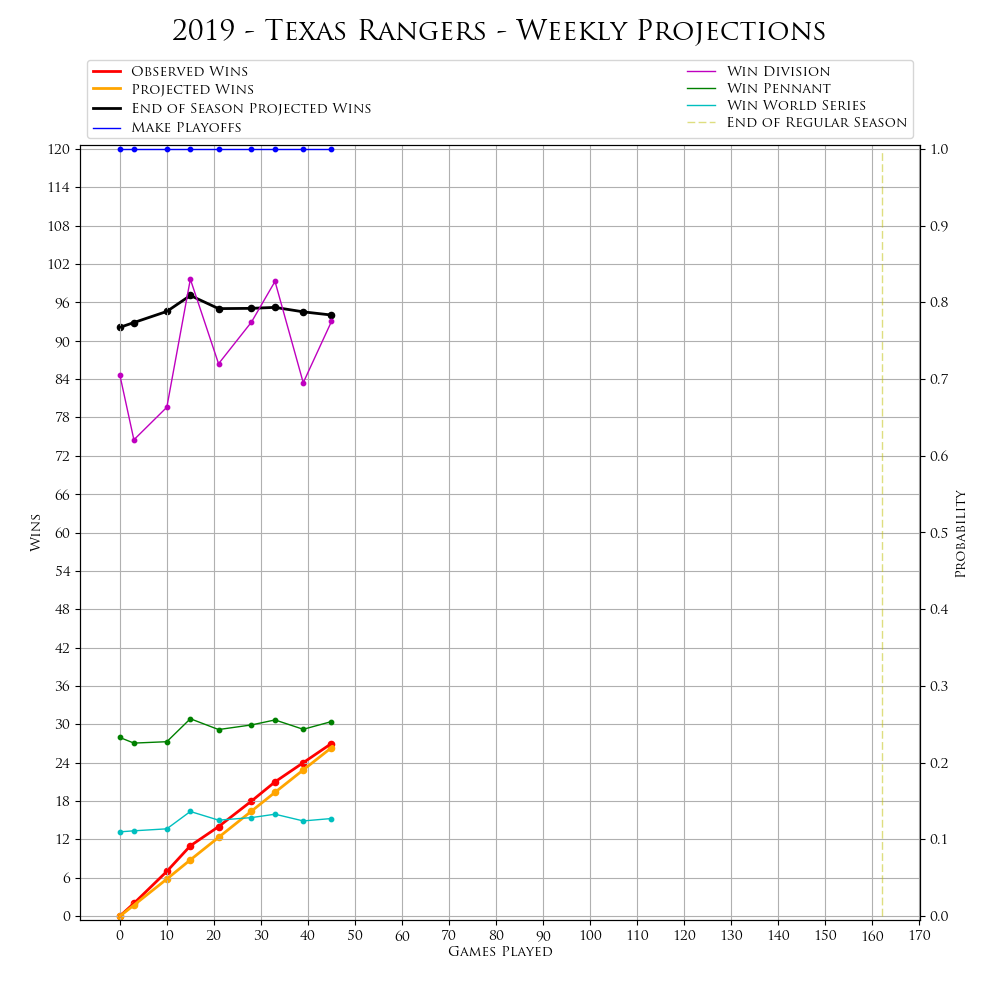 2019 - Texas Rangers - Weekly Projections
Observed Wins
Projected Wins
End of Season Projected Wins
Make Playoffs
Win Division
Win Pennant
Win World Series
End of Regular Season
120
114
108
102
96
90
84
78
72
66
60
54
48
42
36
30
24
18
12
6
0
Wins
1.0
0.9
0.8
0.7
0.6
0.5
0.4
0.3
0.2
0.1
0.0
Probability
0 10 20 30 40 50 60 70 80 90 100 110 120 130 140 150 160 170
Games Played